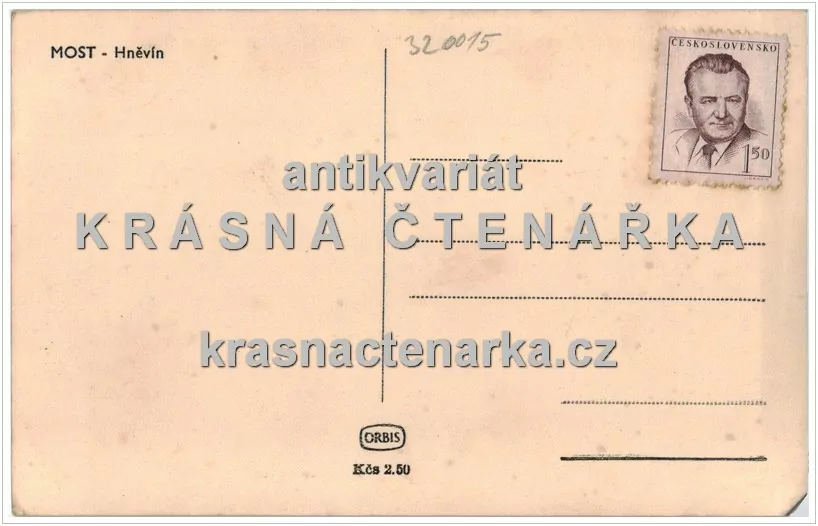 MOST - Hněvín
320015
ČESKOSLOVENSKO
1 50
antikvariát
KRÁSNÁ ČTENÁŘKA
krasnactenarka.cz
ORBIS
Kčs 2.50